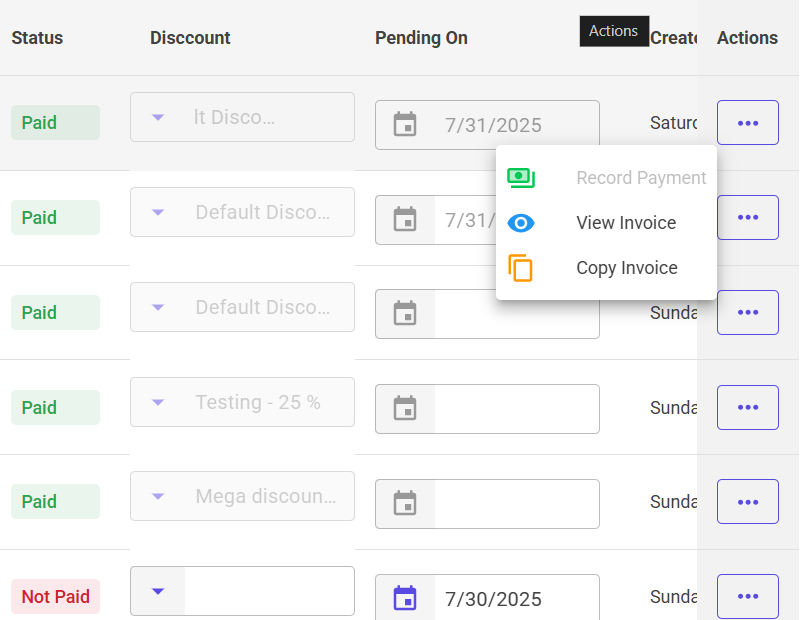 Status Disccount Pending On Actions Create Actions
Paid lt Disco... 7/31/2025 Saturd
Record Payment
Paid Default Disco... 7/31/ View Invoice
Copy Invoice
Paid Default Disco... Sunda
Paid Testing - 25 % Sunda
Paid Mega discoun... Sunda
Not Paid 7/30/2025 Sunda